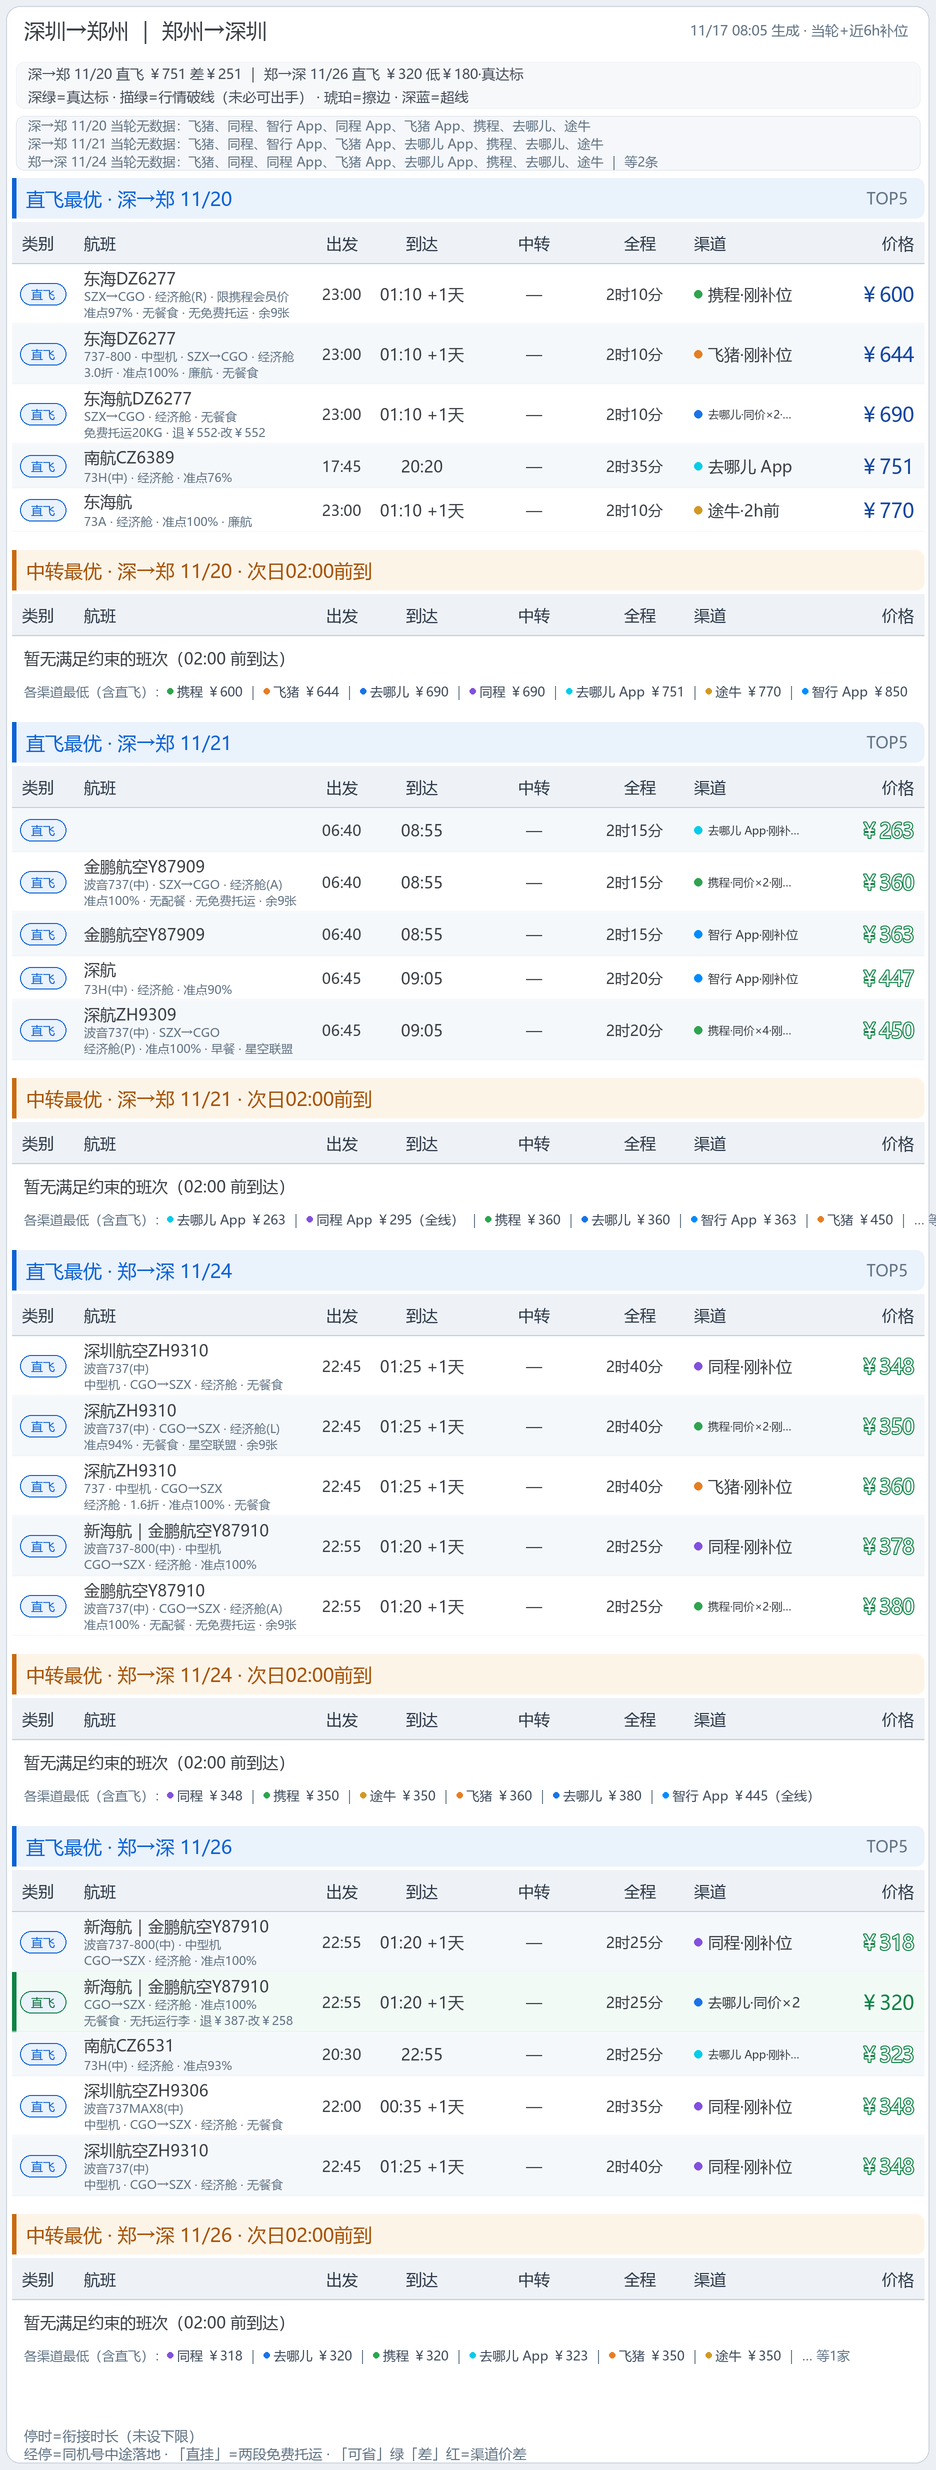 深圳→郑州 | 郑州→深圳
11/17 08:05 生成 · 当轮+近6h补位
深→郑 11/20 直飞 ￥751 差￥251 | 郑→深 11/26 直飞 ￥320 低￥180·真达标
深绿=真达标 · 描绿=行情破线（未必可出手） · 琥珀=擦边 · 深蓝=超线
深→郑 11/20 当轮无数据：飞猪、同程、智行 App、同程 App、飞猪 App、携程、去哪儿、途牛
深→郑 11/21 当轮无数据：飞猪、同程、智行 App、飞猪 App、去哪儿 App、携程、去哪儿、途牛
郑→深 11/24 当轮无数据：飞猪、同程、同程 App、飞猪 App、去哪儿 App、携程、去哪儿、途牛 | 等2条
直飞最优 · 深→郑 11/20 TOP5
类别 航班 出发 到达 中转 全程 渠道 价格
东海DZ6277
直飞 SZX→CGO · 经济舱(R) · 限携程会员价 23:00 01:10 +1天 — 2时10分 携程·刚补位 ￥600
准点97% · 无餐食 · 无免费托运 · 余9张
东海DZ6277
直飞 737-800 · 中型机 · SZX→CGO · 经济舱 23:00 01:10 +1天 — 2时10分 飞猪·刚补位 ￥644
3.0折 · 准点100% · 廉航 · 无餐食
东海航DZ6277
直飞 SZX→CGO · 经济舱 · 无餐食 23:00 01:10 +1天 — 2时10分 去哪儿·同价×2·... ￥690
免费托运20KG · 退￥552·改￥552
南航CZ6389
直飞 73H(中) · 经济舱 · 准点76% 17:45 20:20 — 2时35分 去哪儿 App ￥751
东海航
直飞 73A · 经济舱 · 准点100% · 廉航 23:00 01:10 +1天 — 2时10分 途牛·2h前 ￥770
中转最优 · 深→郑 11/20 · 次日02:00前到
类别 航班 出发 到达 中转 全程 渠道 价格
暂无满足约束的班次（02:00 前到达）
各渠道最低（含直飞）： 携程 ￥600 | 飞猪 ￥644 | 去哪儿 ￥690 | 同程 ￥690 | 去哪儿 App ￥751 | 途牛 ￥770 | 智行 App ￥850
直飞最优 · 深→郑 11/21 TOP5
类别 航班 出发 到达 中转 全程 渠道 价格
直飞 06:40 08:55 — 2时15分 去哪儿 App·刚补... ￥263
金鹏航空Y87909
直飞 波音737(中) · SZX→CGO · 经济舱(A) 06:40 08:55 — 2时15分 携程·同价×2·刚... ￥360
准点100% · 无配餐 · 无免费托运 · 余9张
直飞 金鹏航空Y87909 06:40 08:55 — 2时15分 智行 App·刚补位 ￥363
深航
直飞 73H(中) · 经济舱 · 准点90% 06:45 09:05 — 2时20分 智行 App·刚补位 ￥447
深航ZH9309
直飞 波音737(中) · SZX→CGO 06:45 09:05 — 2时20分 携程·同价×4·刚... ￥450
经济舱(P) · 准点100% · 早餐 · 星空联盟
中转最优 · 深→郑 11/21 · 次日02:00前到
类别 航班 出发 到达 中转 全程 渠道 价格
暂无满足约束的班次（02:00 前到达）
各渠道最低（含直飞）： 去哪儿 App ￥263 | 同程 App ￥295（全线） | 携程 ￥360 | 去哪儿 ￥360 | 智行 App ￥363 | 飞猪 ￥450 | ...
直飞最优 · 郑→深 11/24 TOP5
类别 航班 出发 到达 中转 全程 渠道 价格
深圳航空ZH9310
直飞 波音737(中) 22:45 01:25 +1天 — 2时40分 同程·刚补位 ￥348
中型机 · CGO→SZX · 经济舱 · 无餐食
深航ZH9310
直飞 波音737(中) · CGO→SZX · 经济舱(L) 22:45 01:25 +1天 — 2时40分 携程·同价×2·刚... ￥350
准点94% · 无餐食 · 星空联盟 · 余9张
深航ZH9310
直飞 737 · 中型机 · CGO→SZX 22:45 01:25 +1天 — 2时40分 飞猪·刚补位 ￥360
经济舱 · 1.6折 · 准点100% · 无餐食
新海航 | 金鹏航空Y87910
直飞 波音737-800(中) · 中型机 22:55 01:20 +1天 — 2时25分 同程·刚补位 ￥378
CGO→SZX · 经济舱 · 准点100%
金鹏航空Y87910
直飞 波音737(中) · CGO→SZX · 经济舱(A) 22:55 01:20 +1天 — 2时25分 携程·同价×2·刚... ￥380
准点100% · 无配餐 · 无免费托运 · 余9张
中转最优 · 郑→深 11/24 · 次日02:00前到
类别 航班 出发 到达 中转 全程 渠道 价格
暂无满足约束的班次（02:00 前到达）
各渠道最低（含直飞）： 同程 ￥348 | 携程 ￥350 | 途牛 ￥350 | 飞猪 ￥360 | 去哪儿 ￥380 | 智行 App ￥445（全线）
直飞最优 · 郑→深 11/26 TOP5
类别 航班 出发 到达 中转 全程 渠道 价格
新海航 | 金鹏航空Y87910
直飞 波音737-800(中) · 中型机 22:55 01:20 +1天 — 2时25分 同程·刚补位 ￥318
CGO→SZX · 经济舱 · 准点100%
新海航 | 金鹏航空Y87910
直飞 CGO→SZX · 经济舱 · 准点100% 22:55 01:20 +1天 — 2时25分 去哪儿·同价×2 ￥320
无餐食 · 无托运行李 · 退￥387·改￥258
南航CZ6531
直飞 73H(中) · 经济舱 · 准点93% 20:30 22:55 — 2时25分 去哪儿 App·刚补... ￥323
深圳航空ZH9306
直飞 波音737MAX8(中) 22:00 00:35 +1天 — 2时35分 同程·刚补位 ￥348
中型机 · CGO→SZX · 经济舱 · 无餐食
深圳航空ZH9310
直飞 波音737(中) 22:45 01:25 +1天 — 2时40分 同程·刚补位 ￥348
中型机 · CGO→SZX · 经济舱 · 无餐食
中转最优 · 郑→深 11/26 · 次日02:00前到
类别 航班 出发 到达 中转 全程 渠道 价格
暂无满足约束的班次（02:00 前到达）
各渠道最低（含直飞）： 同程 ￥318 | 去哪儿 ￥320 | 携程 ￥320 | 去哪儿 App ￥323 | 飞猪 ￥350 | 途牛 ￥350 | ... 等1家
停时=衔接时长（未设下限）
经停=同机号中途落地 · 「直挂」=两段免费托运 · 「可省」绿「差」红=渠道价差